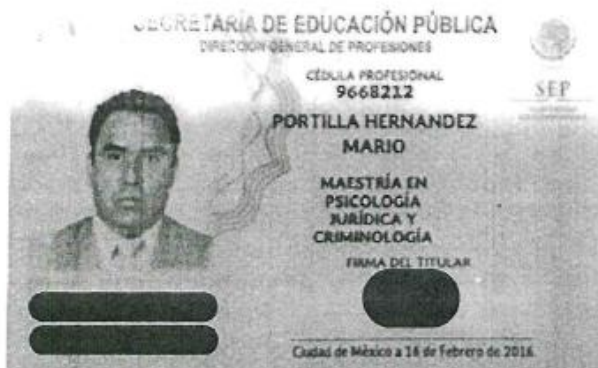 SECRETARÍA DE EDUCACIÓN PÚBLICA
DIRECCIÓN GENERAL DE PROFESIONES
CÉDULA PROFESIONAL
9668212
SEP
PORTILLA HERNANDEZ
MARIO
MAESTRÍA EN
PSICOLOGÍA
JURÍDICA Y
CRIMINOLOGÍA
FIRMA DEL TITULAR
Ciudad de México a 16 de Febrero de 2016